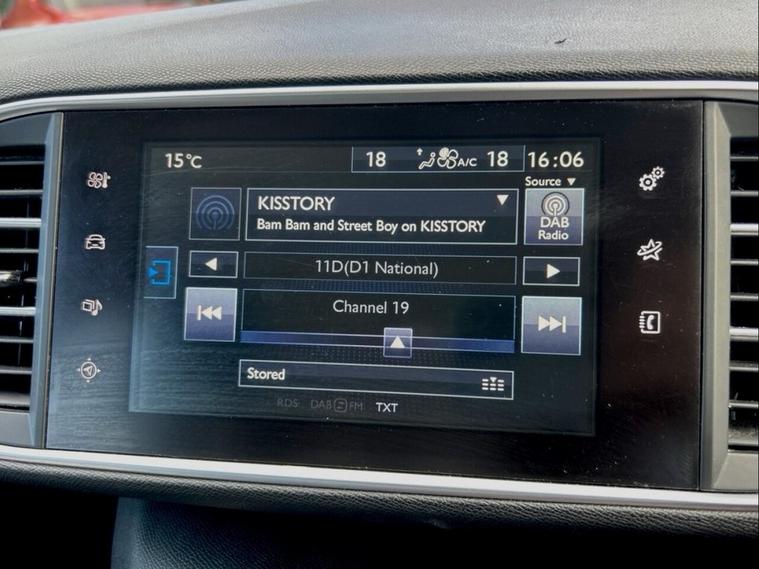 15°C
18 A/C 18 16:06
Source
KISSTORY
Bam Bam and Street Boy on KISSTORY
DAB
Radio
11D(D1 National)
Channel 19
Stored
RDS DAB FM TXT